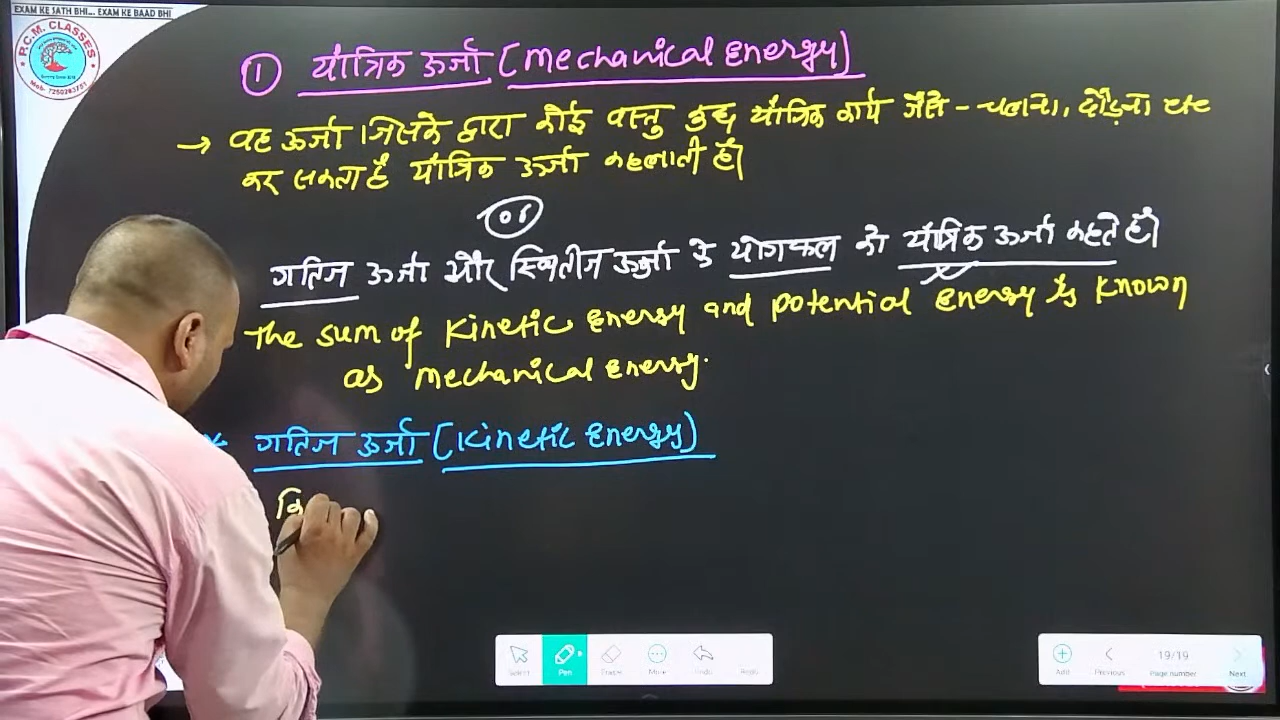 EXAM KE SATH BHI... EXAM KE BAAD BHI
P.C.M. CLASSES
① यांत्रिक ऊर्जा (Mechanical Energy)
→ वह ऊर्जा जिसके द्वारा कोई वस्तु कुछ यांत्रिक कार्य जैसे - चलाना, दौड़ना etc
कर सकता है यांत्रिक ऊर्जा कहलाती है।
or
गतिज ऊर्जा और स्थितीज ऊर्जा के योगफल को यांत्रिक ऊर्जा कहते है।
The sum of Kinetic Energy and potential Energy is known
as mechanical Energy.
* गतिज ऊर्जा (Kinetic Energy)
कि
Select
Pen
Eraser
More
Undo
Redo
Add
Previous
19/19
Page number
Next